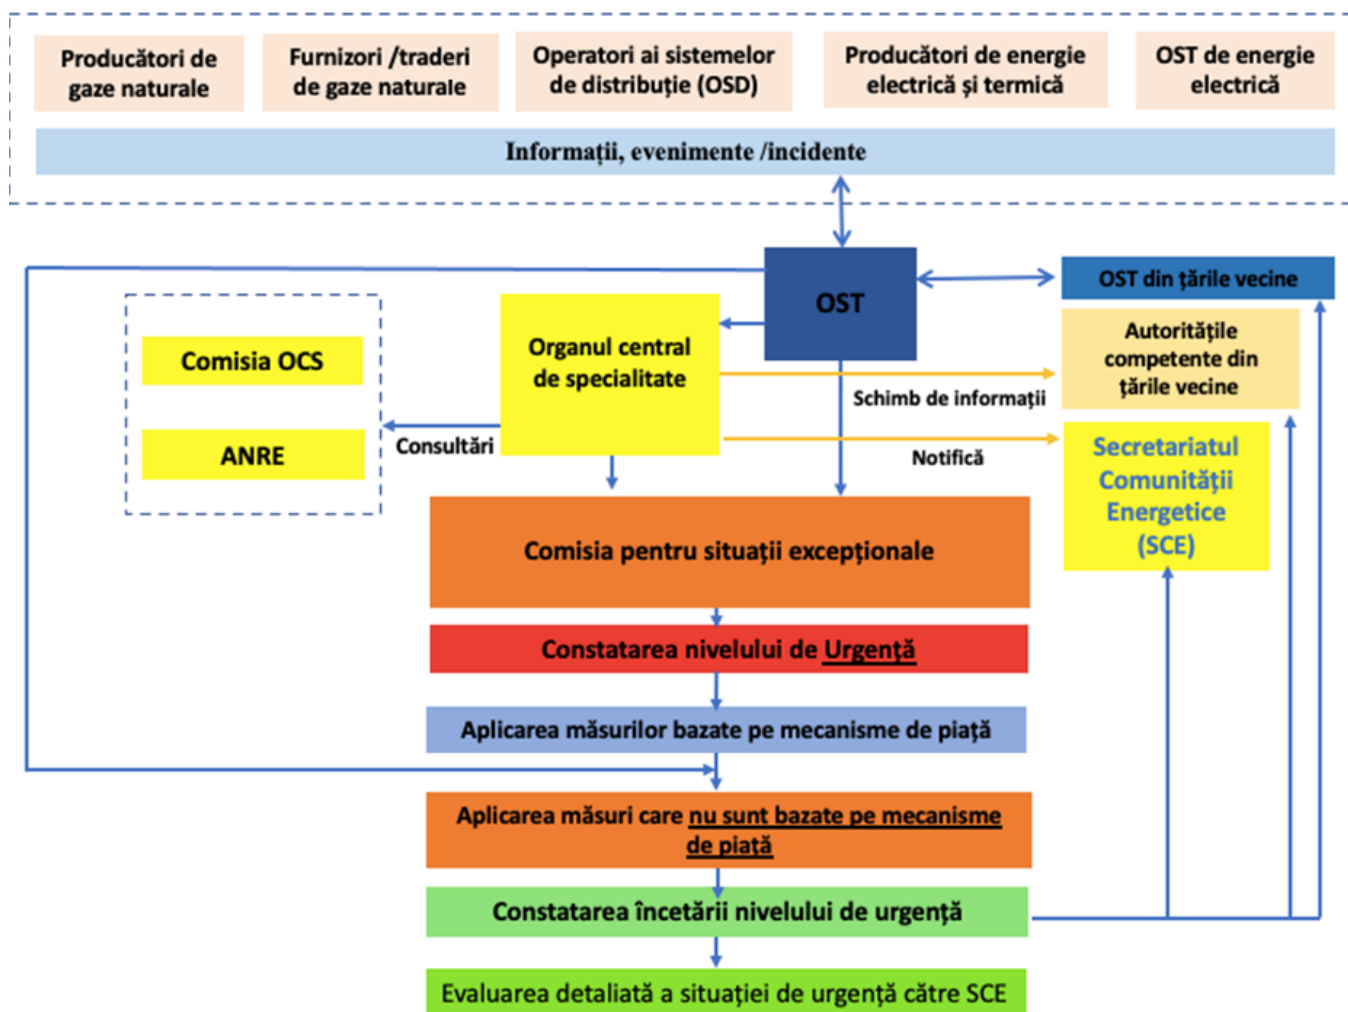 Producători de
gaze naturale
Furnizori /traderi
de gaze naturale
Operatori ai sistemelor
de distribuție (OSD)
Producători de energie
electrică și termică
OST de energie
electrică
Informații, evenimente /incidente
OST
OST din țările vecine
Organul central
de specialitate
Autoritățile
competente din
țările vecine
Comisia OCS
ANRE
Schimb de informații
Consultări
Notifică
Secretariatul
Comunității
Energetice
(SCE)
Comisia pentru situații excepționale
Constatarea nivelului de Urgență
Aplicarea măsurilor bazate pe mecanisme de piață
Aplicarea măsuri care nu sunt bazate pe mecanisme
de piață
Constatarea încetării nivelului de urgență
Evaluarea detaliată a situației de urgență către SCE